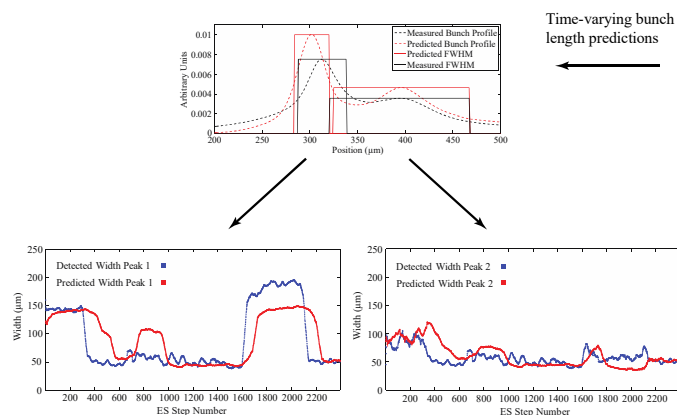 Time-varying bunch
length predictions
Arbitrary Units
0.01
0.008
0.006
0.004
0.002
0
Measured Bunch Profile
Predicted Bunch Profile
Predicted FWHM
Measured FWHM
200 250 300 350 400 450 500
Position (µm)
Width (µm)
250
200
150
100
50
0
Detected Width Peak 1
Predicted Width Peak 1
200 400 600 800 1000 1200 1400 1600 1800 2000 2200
ES Step Number
Width (µm)
250
200
150
100
50
0
Detected Width Peak 2
Predicted Width Peak 2
200 400 600 800 1000 1200 1400 1600 1800 2000 2200
ES Step Number